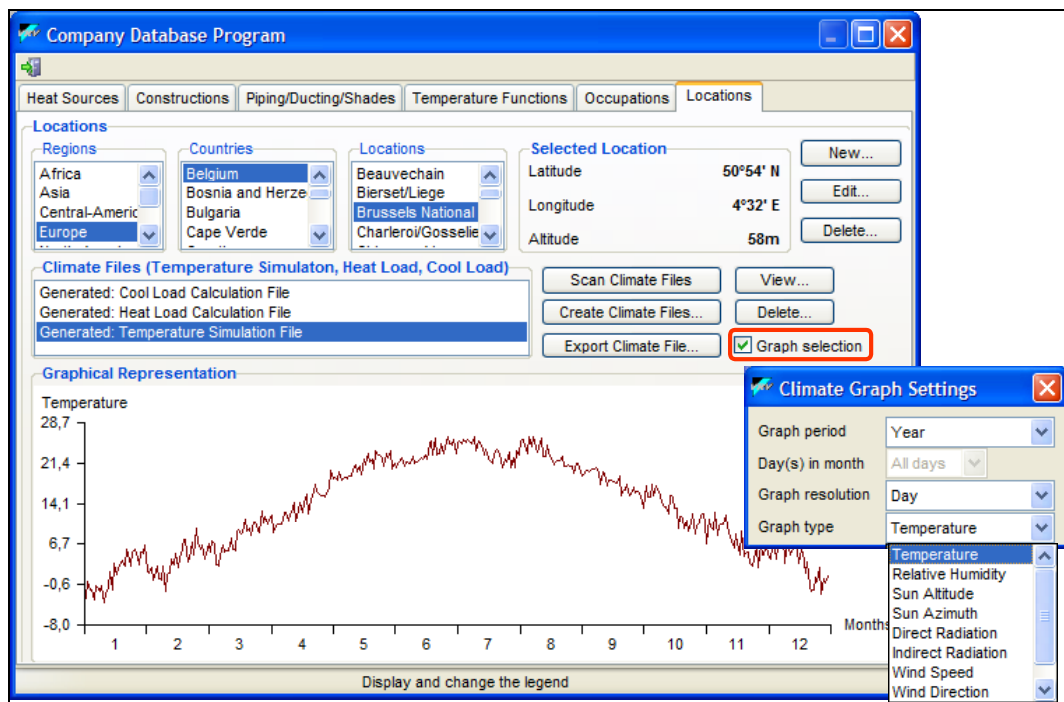 Company Database Program
Heat Sources Constructions Piping/Ducting/Shades Temperature Functions Occupations Locations
Locations
Regions
Africa
Asia
Central-Americ
Europe
Countries
Belgium
Bosnia and Herze
Bulgaria
Cape Verde
Locations
Beauvechain
Bierset/Liege
Brussels National
Charleroi/Gosselie
Selected Location
Latitude 50°54' N
Longitude 4°32' E
Altitude 58m
New...
Edit...
Delete...
Climate Files (Temperature Simulaton, Heat Load, Cool Load)
Generated: Cool Load Calculation File
Generated: Heat Load Calculation File
Generated: Temperature Simulation File
Scan Climate Files View...
Create Climate Files... Delete...
Export Climate File... Graph selection
Graphical Representation
Temperature
28,7
21,4
14,1
6,7
-0,6
-8,0
1 2 3 4 5 6 7 8 9 10 11 12
Months
Display and change the legend
Climate Graph Settings
Graph period Year
Day(s) in month All days
Graph resolution Day
Graph type Temperature
Temperature
Relative Humidity
Sun Altitude
Sun Azimuth
Direct Radiation
Indirect Radiation
Wind Speed
Wind Direction